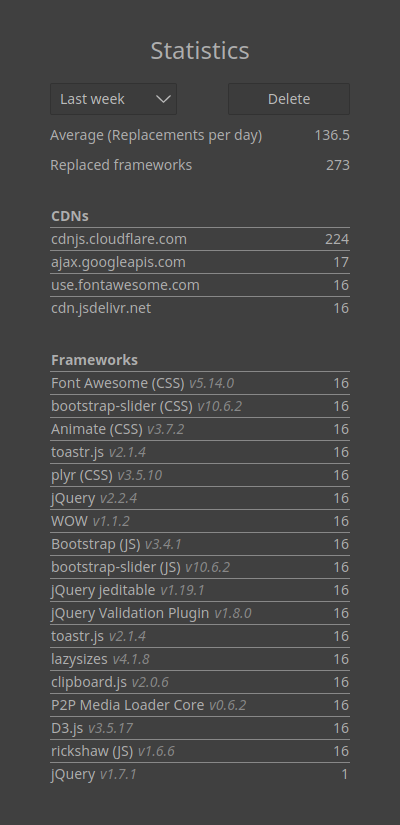 Statistics
Last week
Delete
Average (Replacements per day) 136.5
Replaced frameworks 273
CDNs
cdnjs.cloudflare.com 224
ajax.googleapis.com 17
use.fontawesome.com 16
cdn.jsdelivr.net 16
Frameworks
Font Awesome (CSS) v5.14.0 16
bootstrap-slider (CSS) v10.6.2 16
Animate (CSS) v3.7.2 16
toastr.js v2.1.4 16
plyr (CSS) v3.5.10 16
jQuery v2.2.4 16
WOW v1.1.2 16
Bootstrap (JS) v3.4.1 16
bootstrap-slider (JS) v10.6.2 16
jQuery jeditable v1.19.1 16
jQuery Validation Plugin v1.8.0 16
toastr.js v2.1.4 16
lazysizes v4.1.8 16
clipboard.js v2.0.6 16
P2P Media Loader Core v0.6.2 16
D3.js v3.5.17 16
rickshaw (JS) v1.6.6 16
jQuery v1.7.1 1